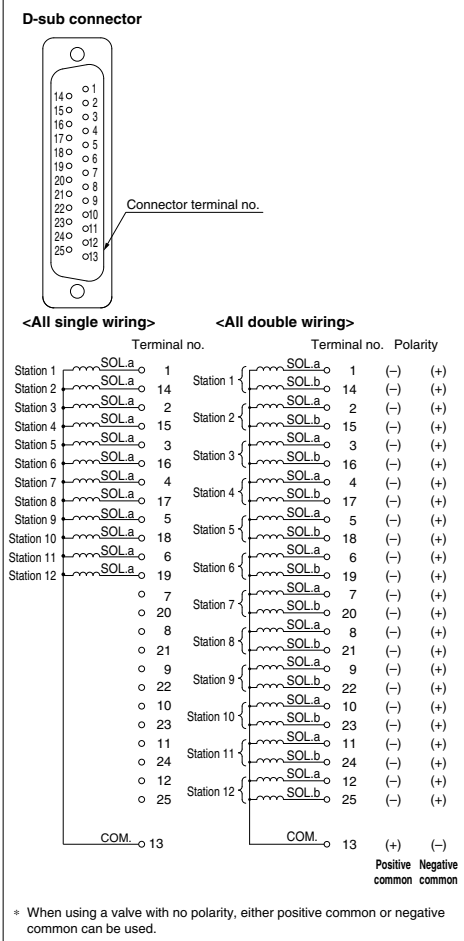 D-sub connector
14 1
15 2
16 3
17 4
18 5
19 6
20 7
21 8
22 9
23 10
24 11
25 12
13
Connector terminal no.
<All single wiring>
Terminal no.
Station 1 SOL.a 1
Station 2 SOL.a 14
Station 3 SOL.a 2
Station 4 SOL.a 15
Station 5 SOL.a 3
Station 6 SOL.a 16
Station 7 SOL.a 4
Station 8 SOL.a 17
Station 9 SOL.a 5
Station 10 SOL.a 18
Station 11 SOL.a 6
Station 12 SOL.a 19
7
20
8
21
9
22
10
23
11
24
12
25
COM. 13
<All double wiring>
Terminal no. Polarity
Station 1 SOL.a 1 (–) (+)
SOL.b 14 (–) (+)
Station 2 SOL.a 2 (–) (+)
SOL.b 15 (–) (+)
Station 3 SOL.a 3 (–) (+)
SOL.b 16 (–) (+)
Station 4 SOL.a 4 (–) (+)
SOL.b 17 (–) (+)
Station 5 SOL.a 5 (–) (+)
SOL.b 18 (–) (+)
Station 6 SOL.a 6 (–) (+)
SOL.b 19 (–) (+)
Station 7 SOL.a 7 (–) (+)
SOL.b 20 (–) (+)
Station 8 SOL.a 8 (–) (+)
SOL.b 21 (–) (+)
Station 9 SOL.a 9 (–) (+)
SOL.b 22 (–) (+)
Station 10 SOL.a 10 (–) (+)
SOL.b 23 (–) (+)
Station 11 SOL.a 11 (–) (+)
SOL.b 24 (–) (+)
Station 12 SOL.a 12 (–) (+)
SOL.b 25 (–) (+)
COM. 13 (+) (–)
Positive Negative
common common
* When using a valve with no polarity, either positive common or negative
common can be used.